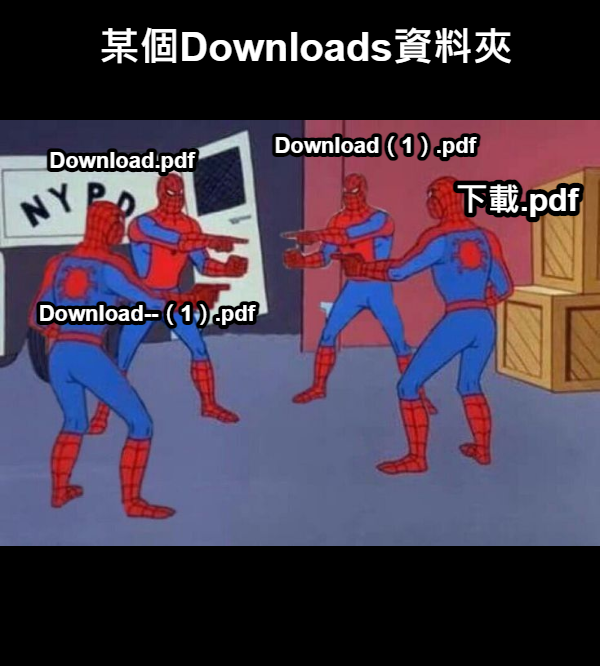 某個Downloads資料夾
Download.pdf
Download（1）.pdf
下載.pdf
NYPD
Download--（1）.pdf